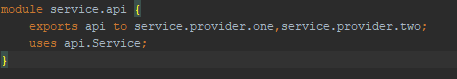 module service.api {
    exports api to service.provider.one,service.provider.two;
    uses api.Service;
}